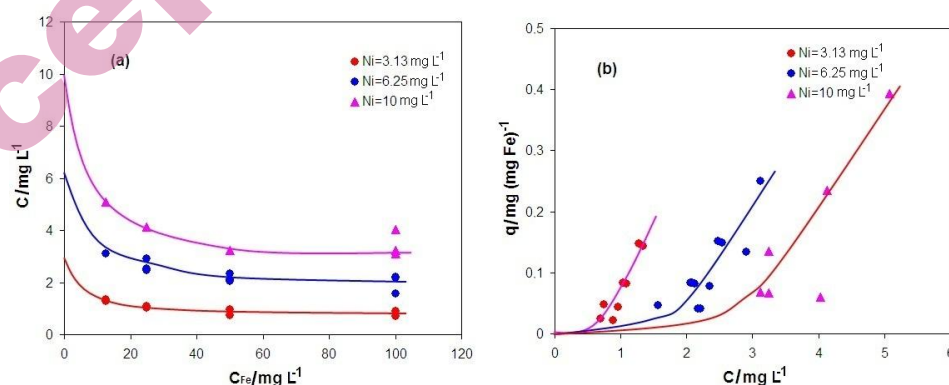 (a)
Ni=3.13 mg L-1
Ni=6.25 mg L-1
Ni=10 mg L-1
C/mg L-1
12
10
8
6
4
2
0
0 20 40 60 80 100 120
CFe/mg L-1
(b)
Ni=3.13 mg L-1
Ni=6.25 mg L-1
Ni=10 mg L-1
q/mg (mg Fe)-1
0.5
0.4
0.3
0.2
0.1
0
0 1 2 3 4 5 6
C/mg L-1